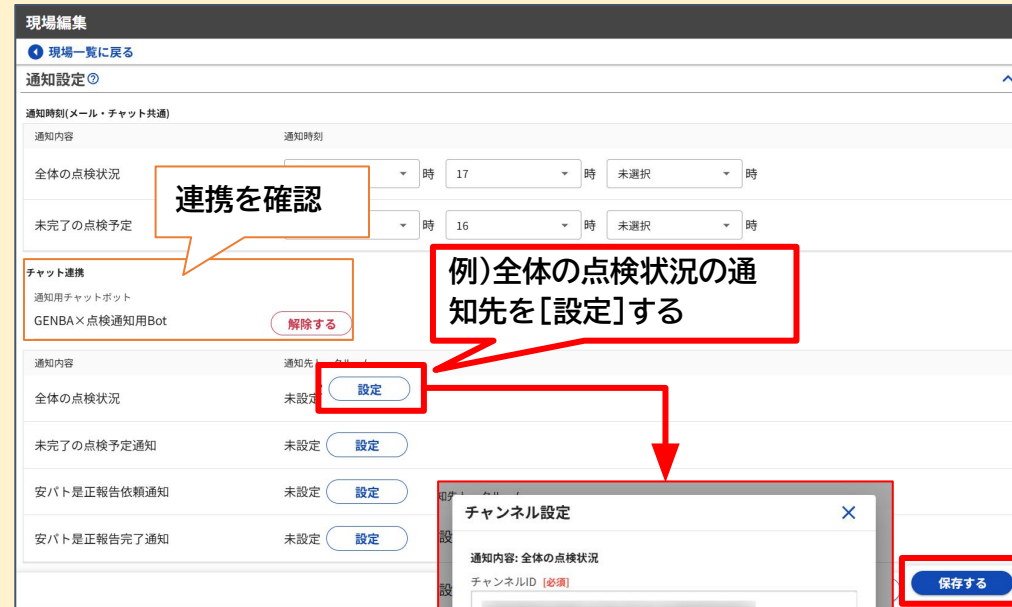 現場編集
現場一覧に戻る
通知設定
通知時刻(メール・チャット共通)
通知内容 通知時刻
全体の点検状況 時 17 時 未選択 時
連携を確認
未完了の点検予定 時 16 時 未選択 時
チャット連携
通知用チャットボット
GENBA×点検通知用Bot 解除する
例)全体の点検状況の通
知先を[設定]する
通知内容
全体の点検状況 未設定 設定
未完了の点検予定通知 未設定 設定
安パト是正報告依頼通知 未設定 設定
安パト是正報告完了通知 未設定 設定
チャンネル設定
通知内容: 全体の点検状況
チャンネルID [必須]
保存する